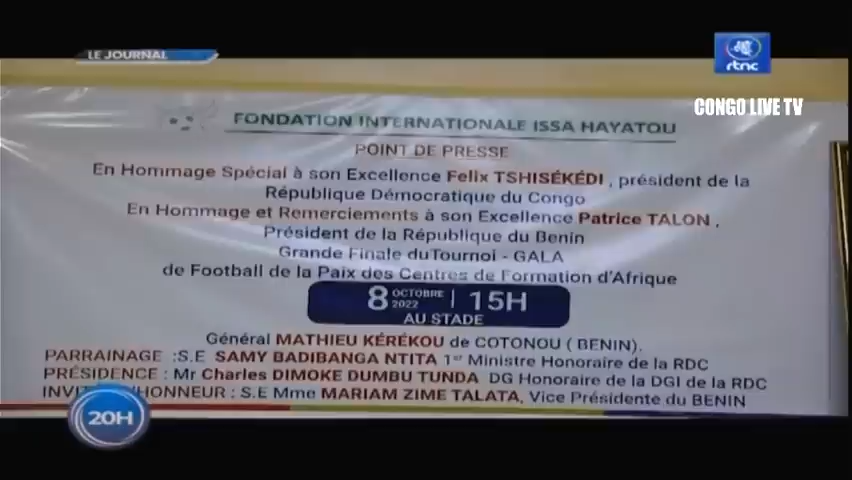 LE JOURNAL
rtnc
CONGO LIVE TV
FONDATION INTERNATIONALE ISSA HAYATOU
POINT DE PRESSE
En Hommage Spécial à son Excellence Felix TSHISÉKÉDI , président de la
République Démocratique du Congo
En Hommage et Remerciements à son Excellence Patrice TALON ,
Président de la République du Benin
Grande Finale duTournoi - GALA
de Football de la Paix des Centres de Formation d'Afrique
8 OCTOBRE 2022 | 15H
AU STADE
Général MATHIEU KÉRÉKOU de COTONOU ( BENIN).
PARRAINAGE :S.E SAMY BADIBANGA NTITA 1er Ministre Honoraire de la RDC
PRÉSIDENCE : Mr Charles DIMOKE DUMBU TUNDA DG Honoraire de la DGI de la RDC
HONNEUR : S.E Mme MARIAM ZIME TALATA, Vice Présidente du BENIN
20H